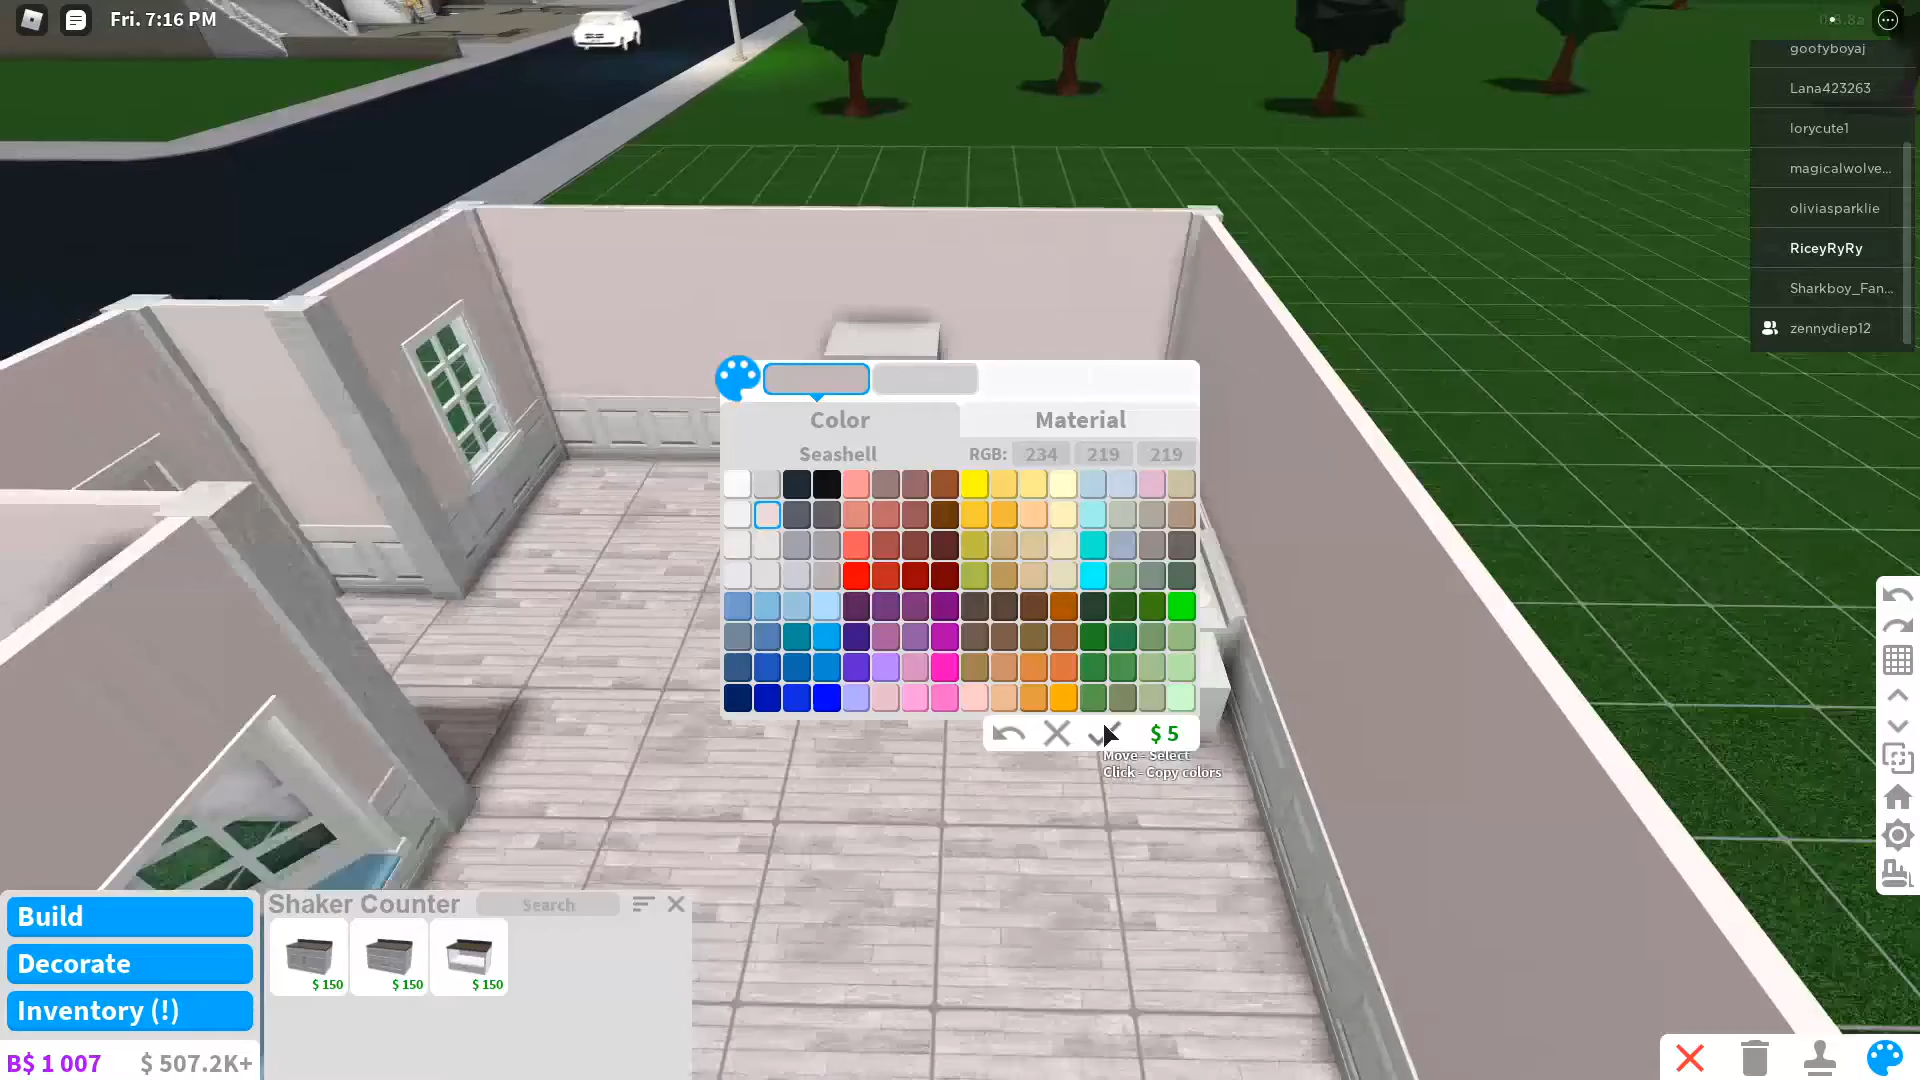 Fri. 7:16 PM
goofyboyaj
Lana423263
lorycute1
magicalwolve...
oliviasparklie
RiceyRyRy
Sharkboy_Fan...
zennydiep12
Color
Material
Seashell
RGB: 234 219 219
$ 5
Move - Select
Click - Copy colors
Build
Decorate
Inventory (!)
B$ 1 007
$ 507.2K+
Shaker Counter
Search
$ 150
$ 150
$ 150